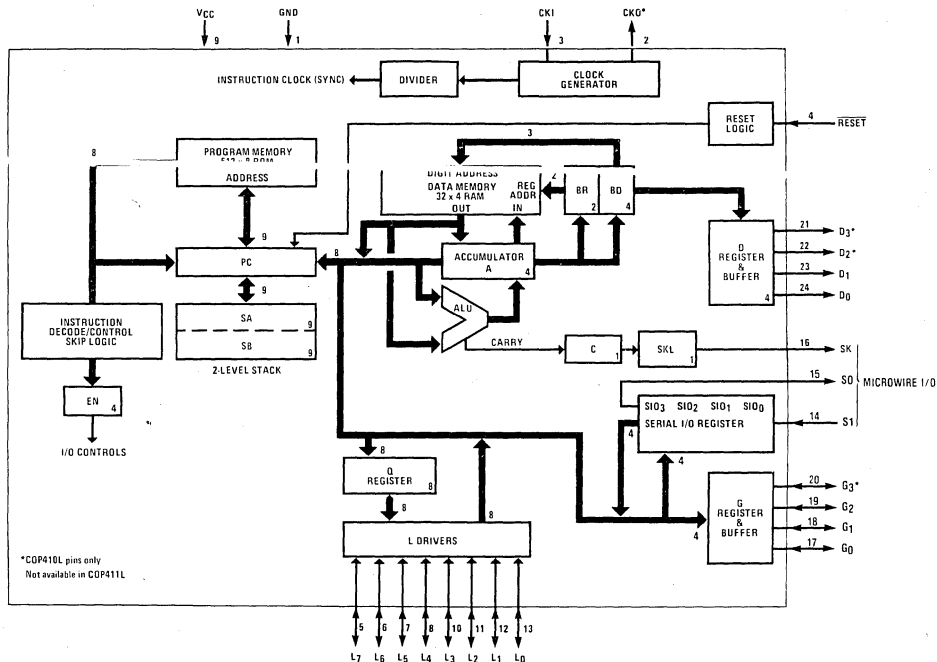 VCC GND CKI CKO*
9 1 3 2
INSTRUCTION CLOCK (SYNC)
DIVIDER
CLOCK
GENERATOR
RESET
LOGIC
4
RESET
3
8
PROGRAM MEMORY
512 x 8 ROM
ADDRESS
DIGIT ADDRESS
DATA MEMORY
32 x 4 RAM
OUT
REG
ADDR
IN
2
BR
2
BD
4
9
PC
8
ACCUMULATOR
A
4
D
REGISTER
&
BUFFER
4
21 D3*
22 D2*
23 D1
24 D0
9
SA
9
SB
9
2-LEVEL STACK
INSTRUCTION
DECODE/CONTROL
SKIP LOGIC
ALU
CARRY
C
1
SKL
1
16 SK
15 SO
MICROWIRE I/O
14 S1
EN
4
I/O CONTROLS
SIO3 SIO2 SIO1 SIO0
SERIAL I/O REGISTER
4
4
8
Q
REGISTER
8
8
8
L DRIVERS
4
G
REGISTER
&
BUFFER
20 G3*
19 G2
18 G1
17 G0
*COP410L pins only
Not available in COP411L
5 6 7 8 10 11 12 13
L7 L6 L5 L4 L3 L2 L1 L0